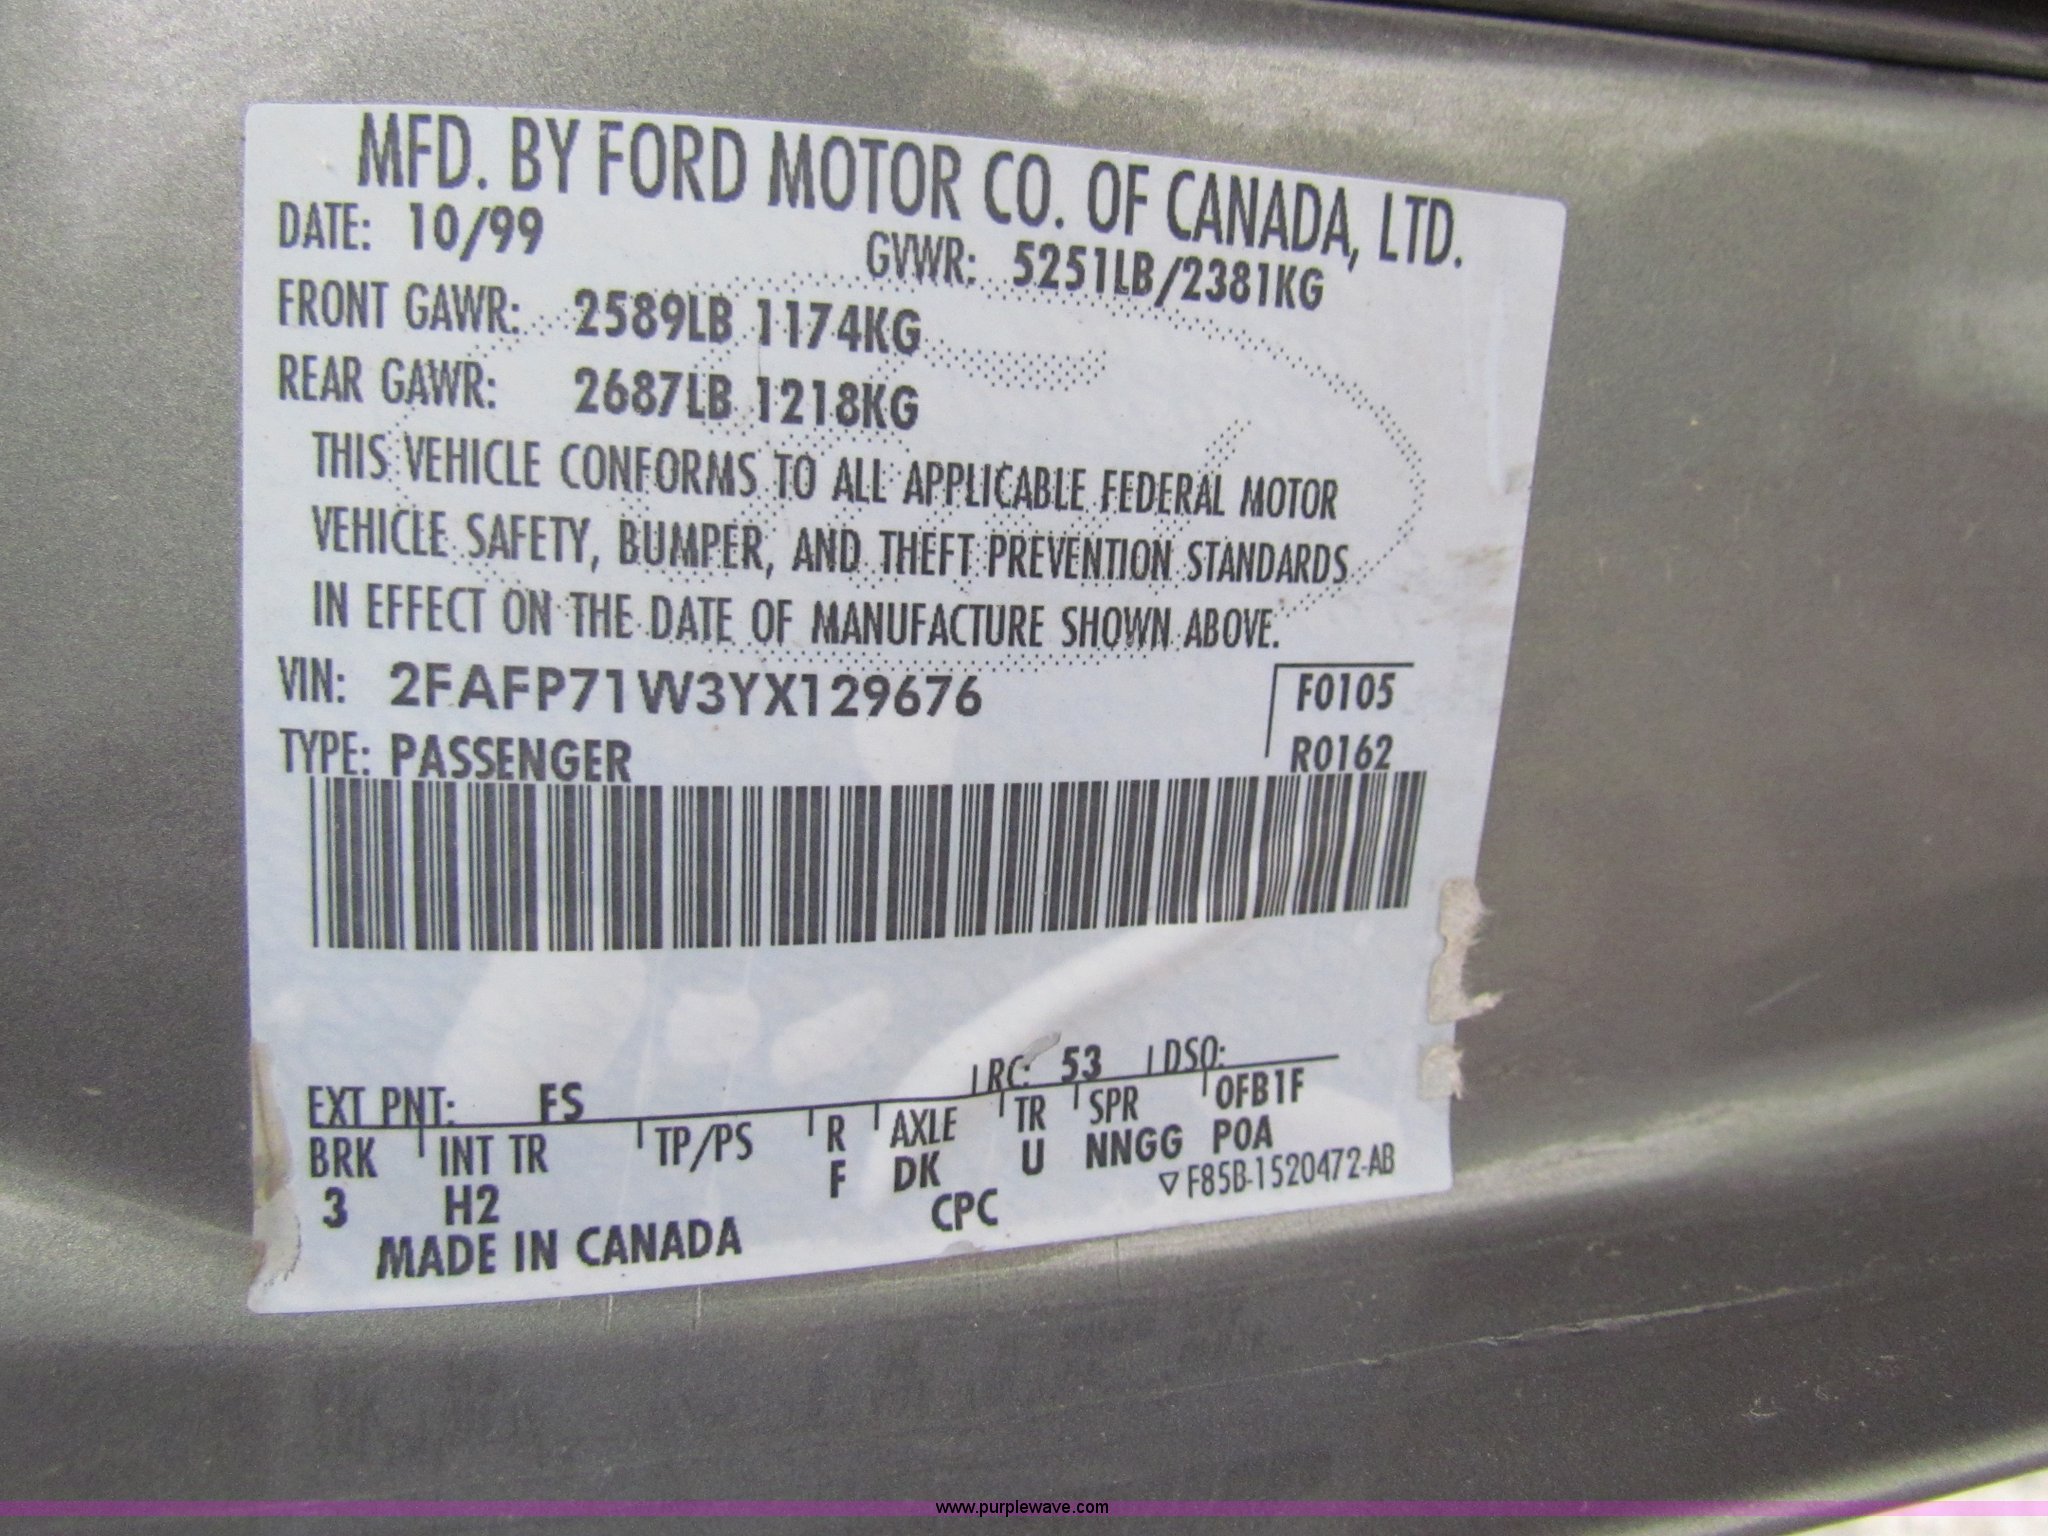 MFD. BY FORD MOTOR CO. OF CANADA, LTD.
DATE: 10/99 GVWR: 5251LB/2381KG
FRONT GAWR: 2589LB 1174KG
REAR GAWR: 2687LB 1218KG
THIS VEHICLE CONFORMS TO ALL APPLICABLE FEDERAL MOTOR
VEHICLE SAFETY, BUMPER, AND THEFT PREVENTION STANDARDS
IN EFFECT ON THE DATE OF MANUFACTURE SHOWN ABOVE.
VIN: 2FAFP71W3YX129676 F0105
TYPE: PASSENGER R0162
EXT PNT: FS RC: 53 DSO:
BRK INT TR TP/PS R AXLE TR SPR 0FB1F
3 H2 F DK U NNGG P0A
MADE IN CANADA CPC ▽F85B-1520472-AB
www.purplewave.com